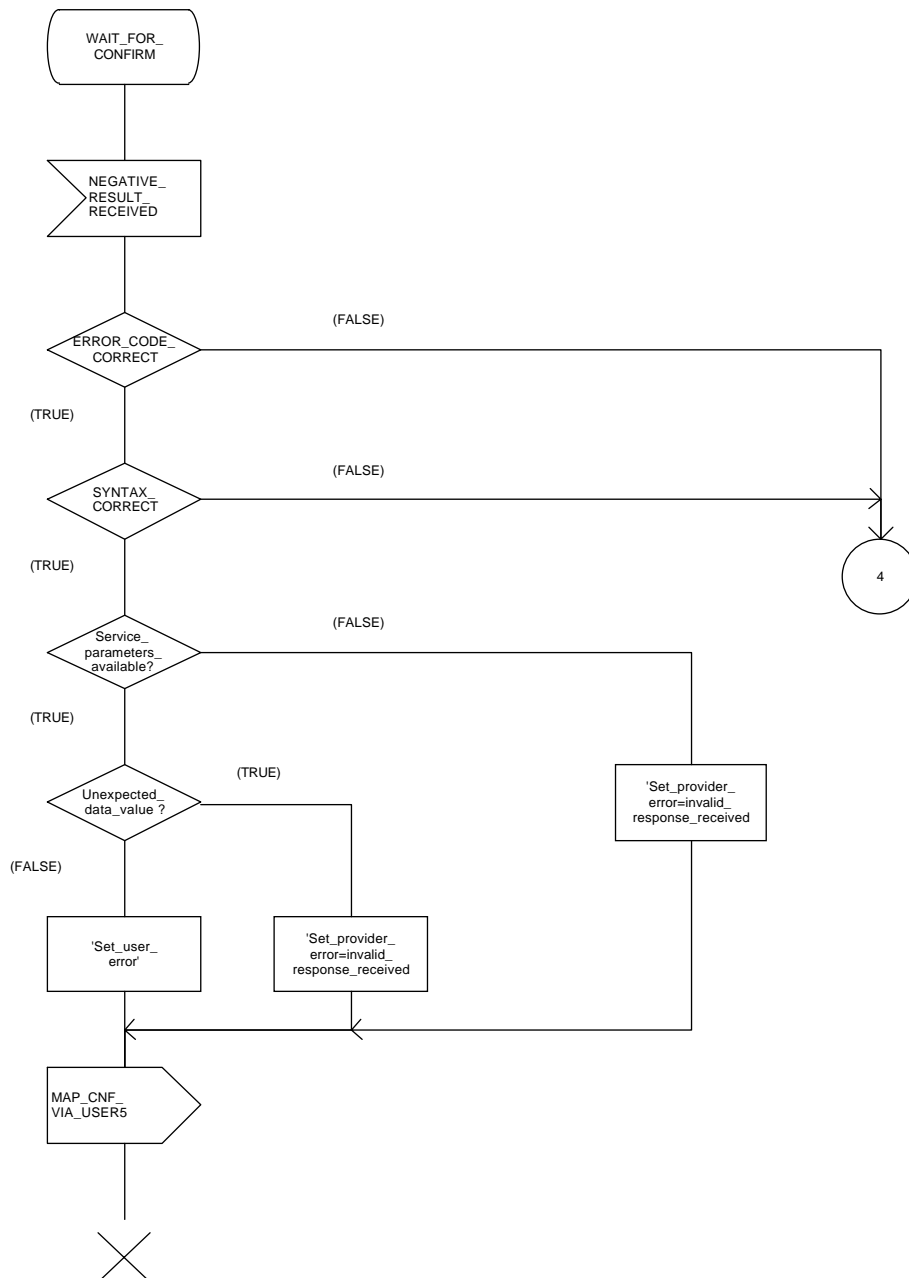 WAIT_FOR_
CONFIRM
NEGATIVE_
RESULT_
RECEIVED
ERROR_CODE_
CORRECT
(FALSE)
(TRUE)
SYNTAX_
CORRECT
(FALSE)
(TRUE)
4
Service_
parameters_
available?
(FALSE)
(TRUE)
Unexpected_
data_value ?
(TRUE)
'Set_provider_
error=invalid_
response_received
(FALSE)
'Set_user_
error'
'Set_provider_
error=invalid_
response_received
MAP_CNF_
VIA_USER5